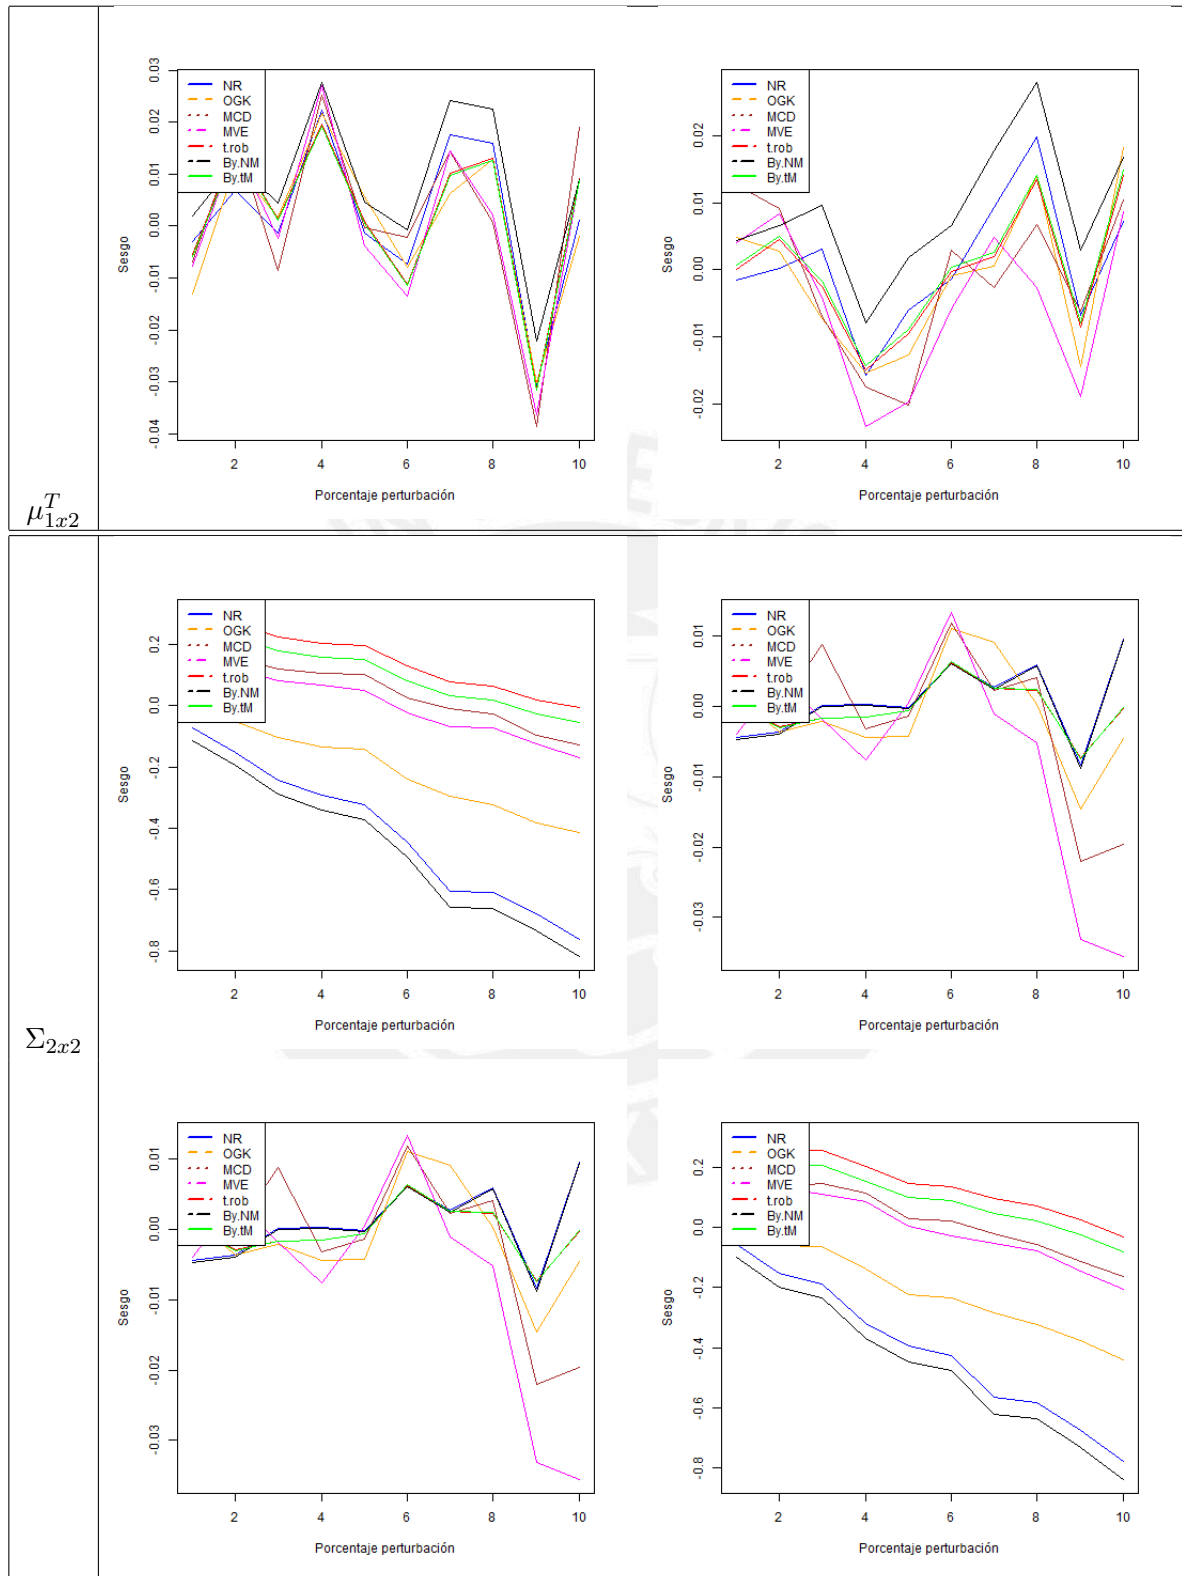 0.03
0.02
0.01
0.00
-0.01
-0.02
-0.03
-0.04
Sesgo
NR
OGK
MCD
MVE
t.rob
By.NM
By.tM
2 4 6 8 10
Porcentaje perturbación
0.02
0.01
0.00
-0.01
-0.02
Sesgo
NR
OGK
MCD
MVE
t.rob
By.NM
By.tM
2 4 6 8 10
Porcentaje perturbación
μ^T_{1x2}
0.2
0.0
-0.2
-0.4
-0.6
-0.8
Sesgo
NR
OGK
MCD
MVE
t.rob
By.NM
By.tM
2 4 6 8 10
Porcentaje perturbación
0.01
0.00
-0.01
-0.02
-0.03
Sesgo
NR
OGK
MCD
MVE
t.rob
By.NM
By.tM
2 4 6 8 10
Porcentaje perturbación
Σ_{2x2}
0.01
0.00
-0.01
-0.02
-0.03
Sesgo
NR
OGK
MCD
MVE
t.rob
By.NM
By.tM
2 4 6 8 10
Porcentaje perturbación
0.2
0.0
-0.2
-0.4
-0.6
-0.8
Sesgo
NR
OGK
MCD
MVE
t.rob
By.NM
By.tM
2 4 6 8 10
Porcentaje perturbación